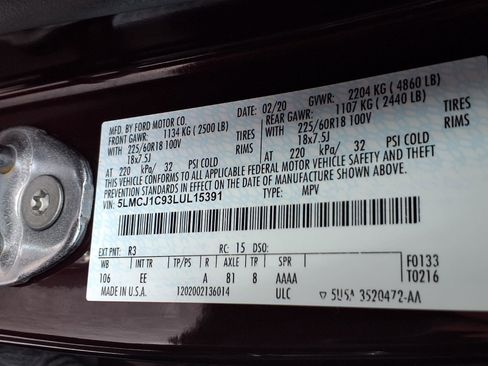 MFD. BY FORD MOTOR CO. DATE: 02/20 GVWR: 2204 KG ( 4860 LB)
FRONT GAWR: 1134 KG ( 2500 LB) REAR GAWR: 1107 KG ( 2440 LB)
WITH 225/60R18 100V TIRES WITH 225/60R18 100V TIRES
18x7.5J RIMS 18x7.5J RIMS
AT 220 kPa/ 32 PSI COLD AT 220 kPa/ 32 PSI COLD
THIS VEHICLE CONFORMS TO ALL APPLICABLE FEDERAL MOTOR VEHICLE SAFETY AND THEFT
PREVENTION STANDARDS IN EFFECT ON THE DATE OF MANUFACTURE SHOWN ABOVE.
VIN: 5LMCJ1C93LUL15391 TYPE: MPV
EXT PNT: R3 RC: 15 DSO: F0133
WB INT TR TP/PS R AXLE TR SPR T0216
106 EE A 81 8 AAAA
MADE IN U.S.A. 1202002136014 ULC ▽ 5U5A 3520472-AA